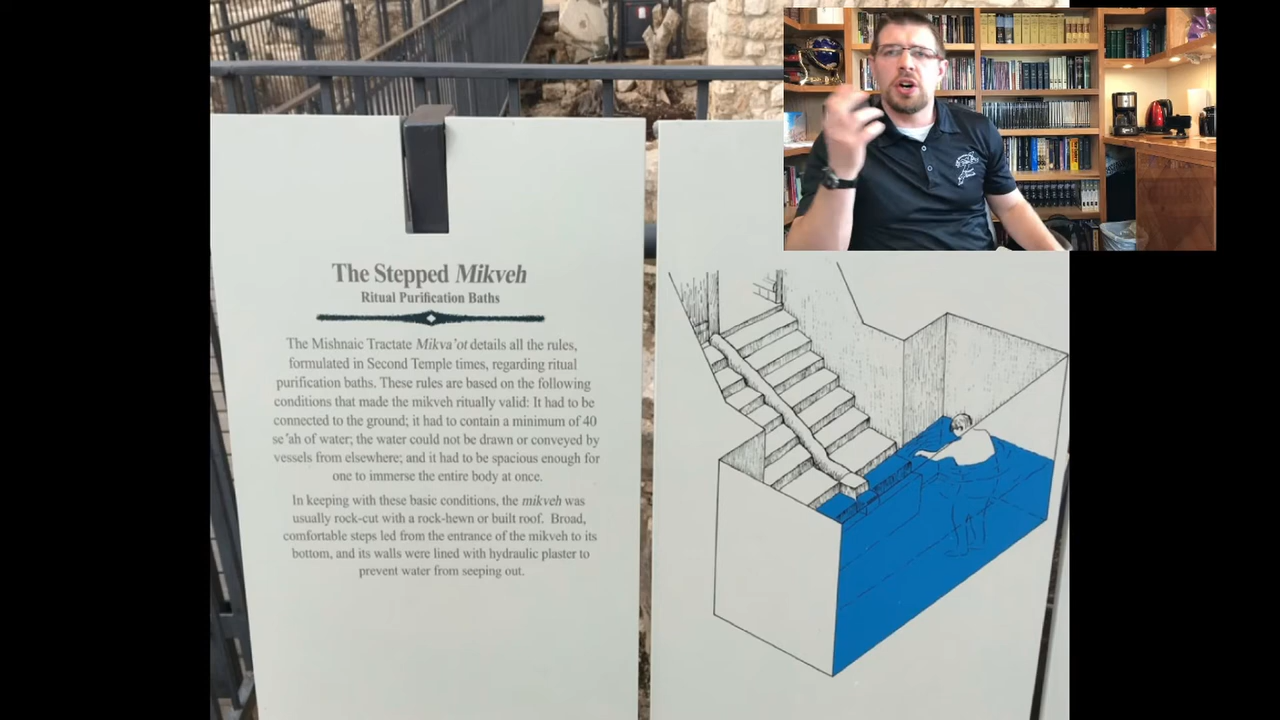 The Stepped Mikveh
Ritual Purification Baths
The Mishnaic Tractate Mikva'ot details all the rules,
formulated in Second Temple times, regarding ritual
purification baths. These rules are based on the following
conditions that made the mikveh ritually valid: It had to be
connected to the ground; it had to contain a minimum of 40
se'ah of water; the water could not be drawn or conveyed by
vessels from elsewhere; and it had to be spacious enough for
one to immerse the entire body at once.
In keeping with these basic conditions, the mikveh was
usually rock-cut with a rock-hewn or built roof. Broad,
comfortable steps led from the entrance of the mikveh to its
bottom, and its walls were lined with hydraulic plaster to
prevent water from seeping out.